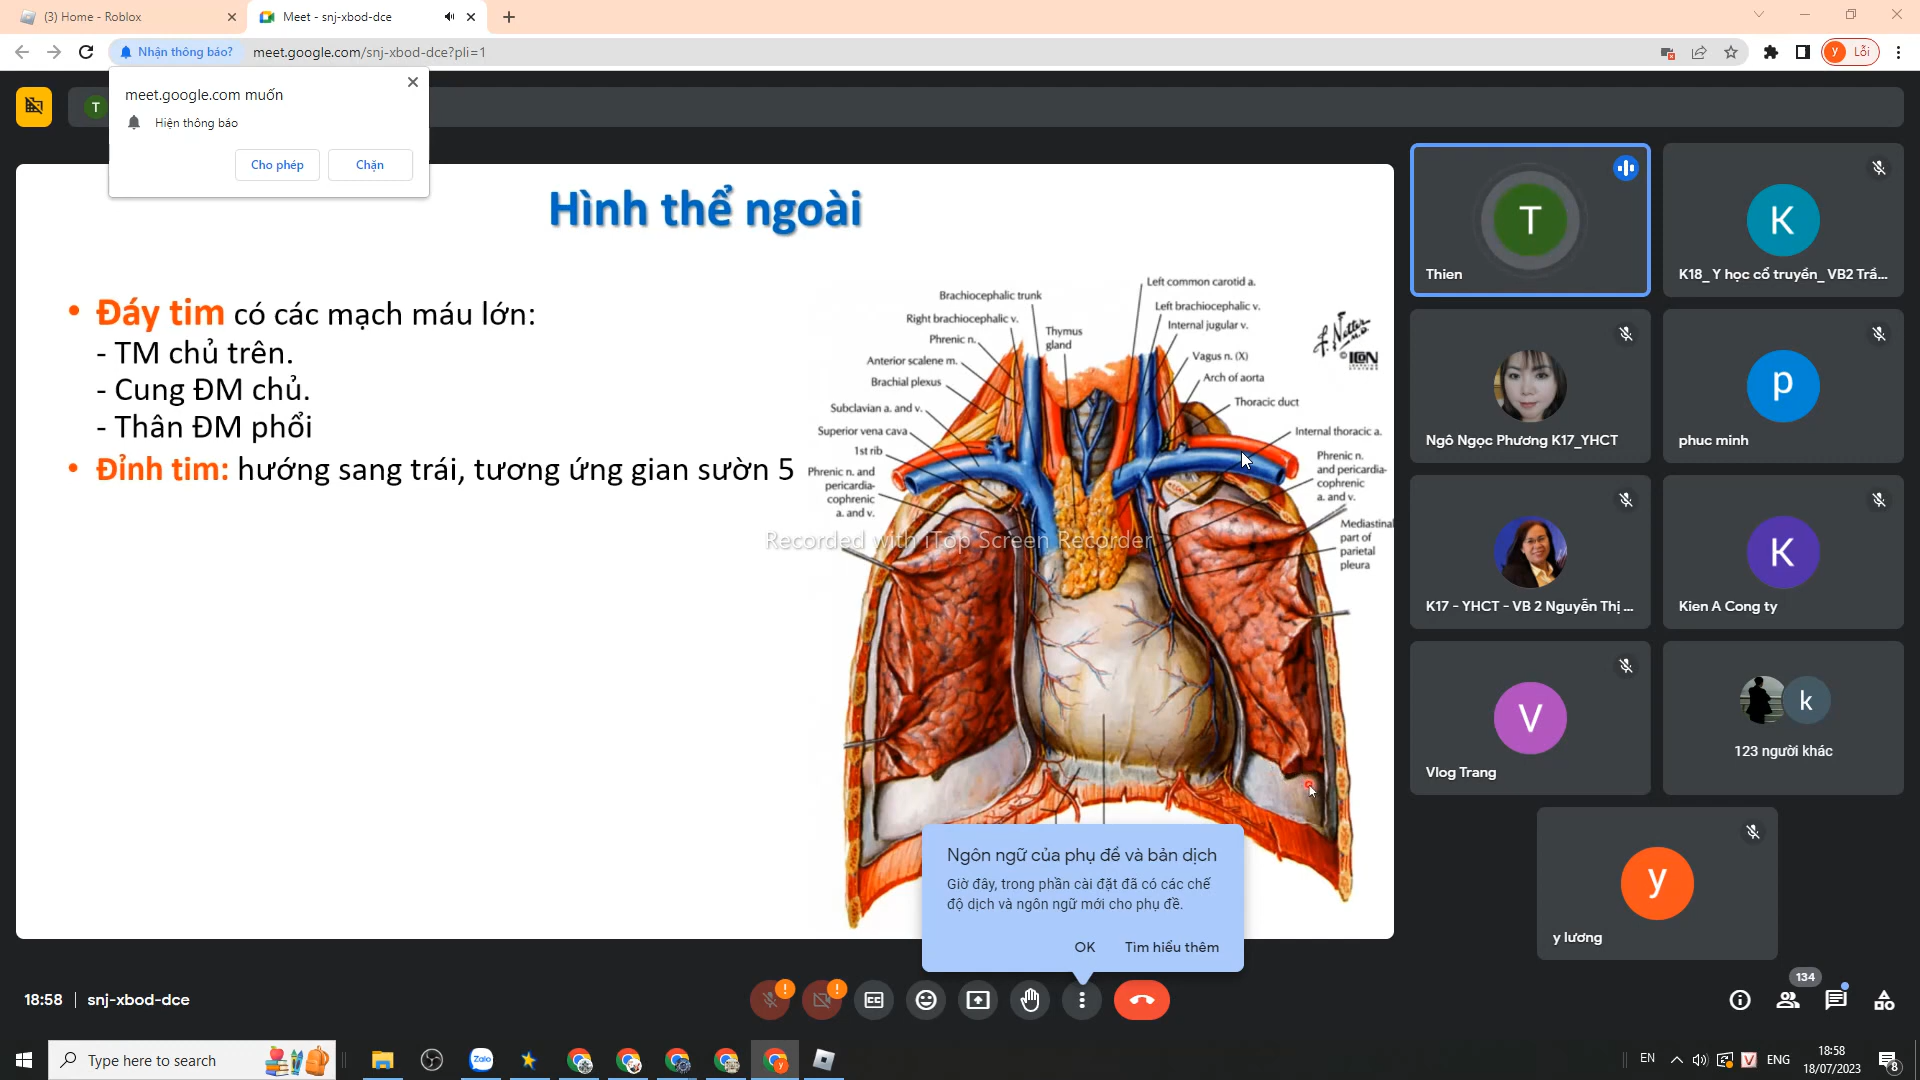 (3) Home - Roblox
Meet - snj-xbod-dce
Nhận thông báo?
meet.google.com/snj-xbod-dce?pli=1
y
Lỗi
meet.google.com muốn
Hiện thông báo
Cho phép
Chặn
T
Hình thể ngoài
• Đáy tim có các mạch máu lớn:
- TM chủ trên.
- Cung ĐM chủ.
- Thân ĐM phổi
• Đỉnh tim: hướng sang trái, tương ứng gian sườn 5
Left common carotid a.
Brachiocephalic trunk
Left brachiocephalic v.
Right brachiocephalic v.
Internal jugular v.
Thymus
gland
Phrenic n.
Vagus n. (X)
Anterior scalene m.
Arch of aorta
Brachial plexus
Thoracic duct
Subclavian a. and v.
Superior vena cava
Internal thoracic a.
1st rib
Phrenic n.
and pericardia-
cophrenic
a. and v.
Phrenic n. and
pericardia-
cophrenic
a. and v.
Mediastinal
part of
parietal
pleura
F. Netter
M.D.
© ICON
Recorded with iTop Screen Recorder
T
Thien
K
K18_Y học cổ truyền_VB2 Trầ...
Ngô Ngọc Phương K17_YHCT
p
phuc minh
K17 - YHCT - VB 2 Nguyễn Thị ...
K
Kien A Cong ty
V
Vlog Trang
k
123 người khác
y
y lương
Ngôn ngữ của phụ đề và bản dịch
Giờ đây, trong phần cài đặt đã có các chế
độ dịch và ngôn ngữ mới cho phụ đề.
OK
Tìm hiểu thêm
18:58 | snj-xbod-dce
134
Type here to search
Zalo
EN
V
ENG
18:58
18/07/2023
8